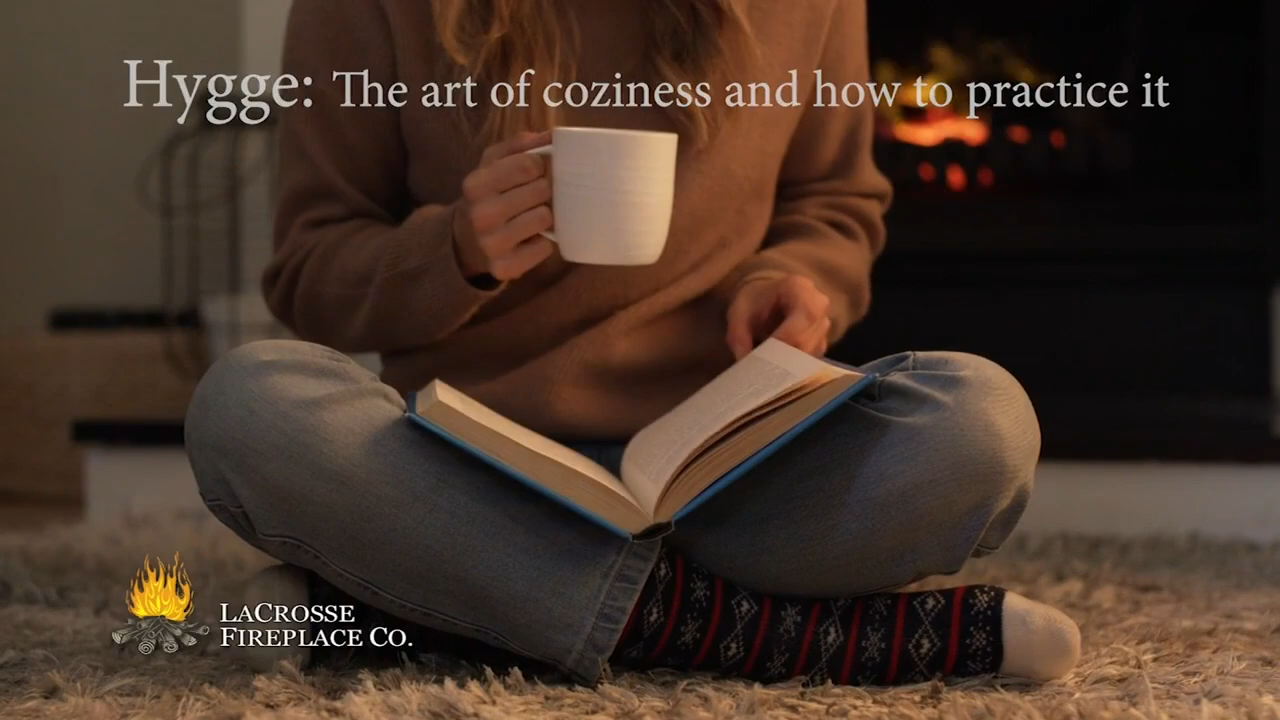 Hygge: The art of coziness and how to practice it
LACROSSE
FIREPLACE CO.